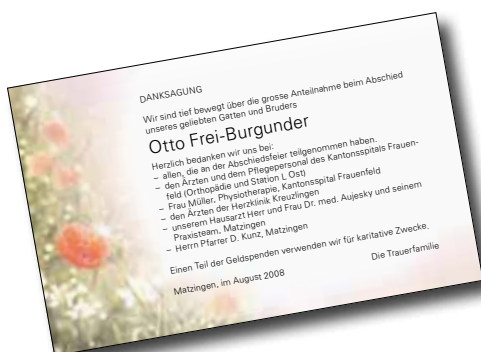 DANKSAGUNG
Wir sind tief bewegt über die grosse Anteilnahme beim Abschied
unseres geliebten Gatten und Bruders
Otto Frei-Burgunder
Herzlich bedanken wir uns bei:
– allen, die an der Abschiedsfeier teilgenommen haben.
– den Ärzten und dem Pflegepersonal des Kantonsspitals Frauen-
feld (Orthopädie und Station L Ost)
– Frau Müller, Physiotherapie, Kantonsspital Frauenfeld
– den Ärzten der Herzklinik Kreuzlingen
– unserem Hausarzt Herr und Frau Dr. med. Aujesky und seinem
Praxisteam, Matzingen
– Herrn Pfarrer D. Kunz, Matzingen
Einen Teil der Geldspenden verwenden wir für karitative Zwecke.
Matzingen, im August 2008
Die Trauerfamilie